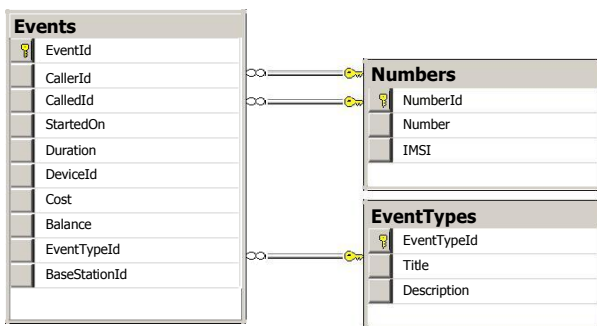 Events
EventId
CallerId
CalledId
StartedOn
Duration
DeviceId
Cost
Balance
EventTypeId
BaseStationId
Numbers
NumberId
Number
IMSI
EventTypes
EventTypeId
Title
Description